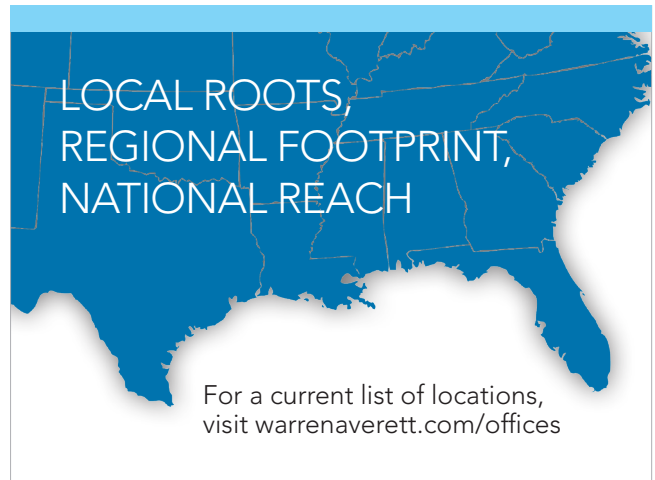 LOCAL ROOTS,
REGIONAL FOOTPRINT,
NATIONAL REACH
For a current list of locations,
visit warrenaverett.com/offices